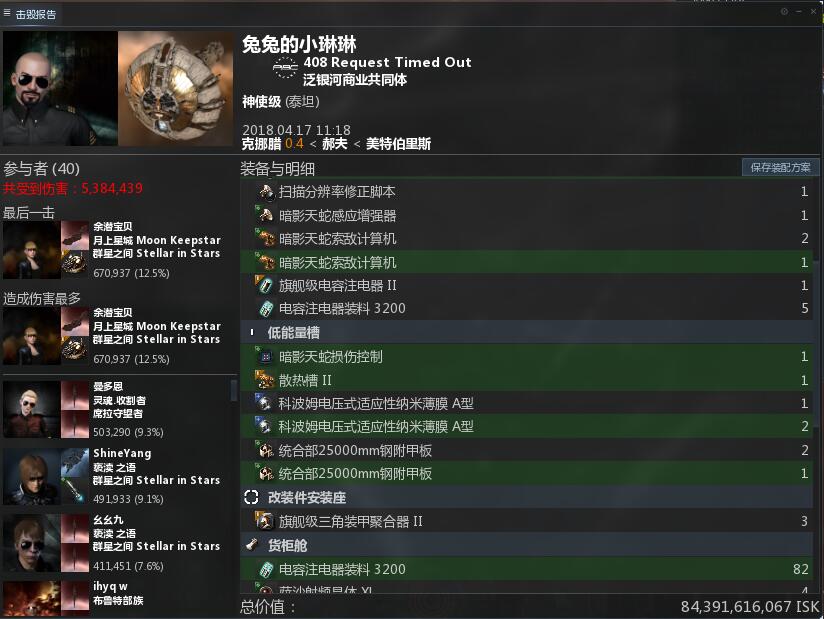 击毁报告
兔兔的小琳琳
408 Request Timed Out
泛银河商业共同体
神使级 (泰坦)
2018.04.17 11:18
克挪腊 0.4 < 郝夫 < 美特伯里斯
参与者 (40)
共受到伤害：5,384,439
最后一击
余潜宝贝
月上星城 Moon Keepstar
群星之间 Stellar in Stars
670,937 (12.5%)
造成伤害最多
余潜宝贝
月上星城 Moon Keepstar
群星之间 Stellar in Stars
670,937 (12.5%)
曼多恩
灵魂.收割者
席拉守望者
503,290 (9.3%)
ShineYang
亵渎 之语
群星之间 Stellar in Stars
491,933 (9.1%)
幺幺九
亵渎 之语
群星之间 Stellar in Stars
411,451 (7.6%)
ihyq w
布鲁特部族
装备与明细
保存装配方案
扫描分辨率修正脚本 1
暗影天蛇感应增强器 1
暗影天蛇索敌计算机 2
暗影天蛇索敌计算机 1
旗舰级电容注电器 II 1
电容注电器装料 3200 5
低能量槽
暗影天蛇损伤控制 1
散热槽 II 1
科波姆电压式适应性纳米薄膜 A型 1
科波姆电压式适应性纳米薄膜 A型 2
统合部25000mm钢附甲板 2
统合部25000mm钢附甲板 1
改装件安装座
旗舰级三角装甲聚合器 II 3
货柜舱
电容注电器装料 3200 82
总价值： 84,391,616,067 ISK